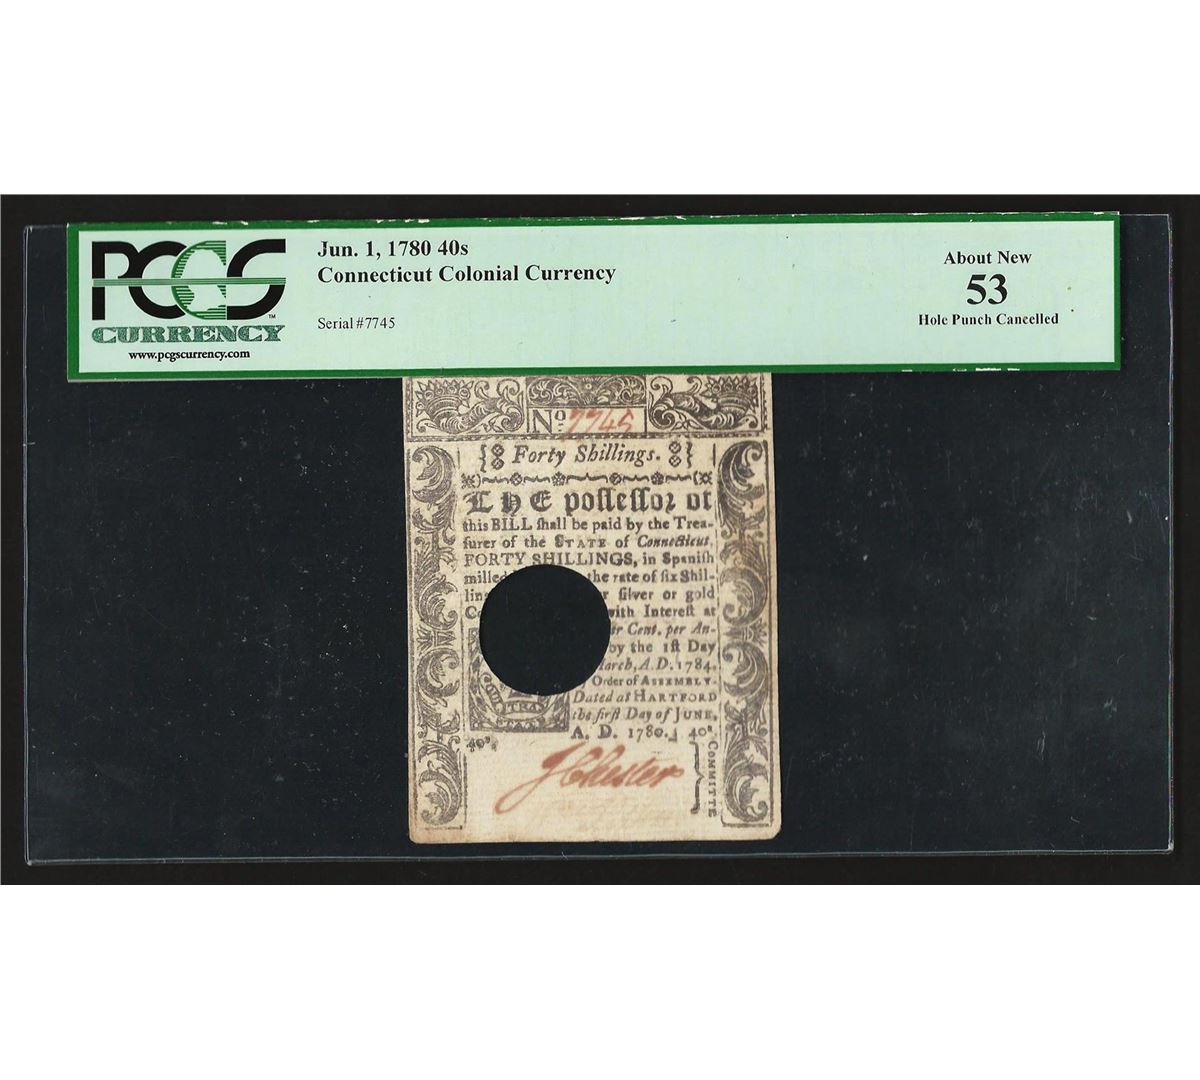 PCGS™
CURRENCY
www.pcgscurrency.com
Jun. 1, 1780 40s
Connecticut Colonial Currency
Serial #7745
About New
53
Hole Punch Cancelled
Nº 7745
Forty Shillings.
THE poſſeſſor of
this BILL ſhall be paid by the Trea-
ſurer of the STATE of Connecticut,
FORTY SHILLINGS, in Spaniſh
milled the rate of ſix Shil-
ſilver or gold
with Intereſt at
Cent. per An-
by the 1ſt Day
March, A.D. 1784.
Order of ASSEMBLY.
Dated at HARTFORD
the firſt Day of JUNE,
A. D. 1780. 40ˢ
40ˢ.
JChester
COMMITTE